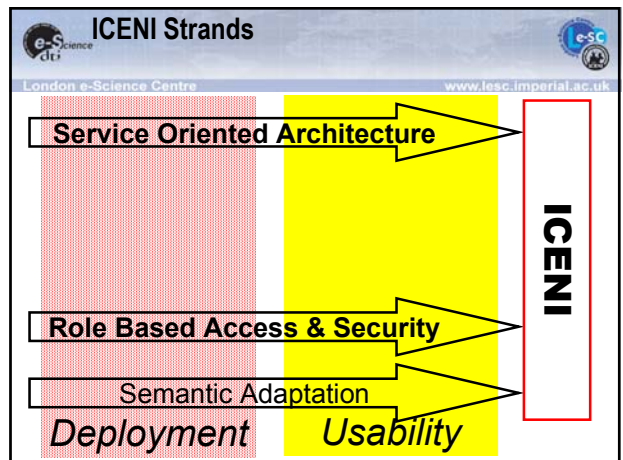 ICENI Strands
e-Science
dti
e-SC
London e-Science Centre
www.lesc.imperial.ac.uk
Service Oriented Architecture
ICENI
Role Based Access & Security
Semantic Adaptation
Deployment
Usability